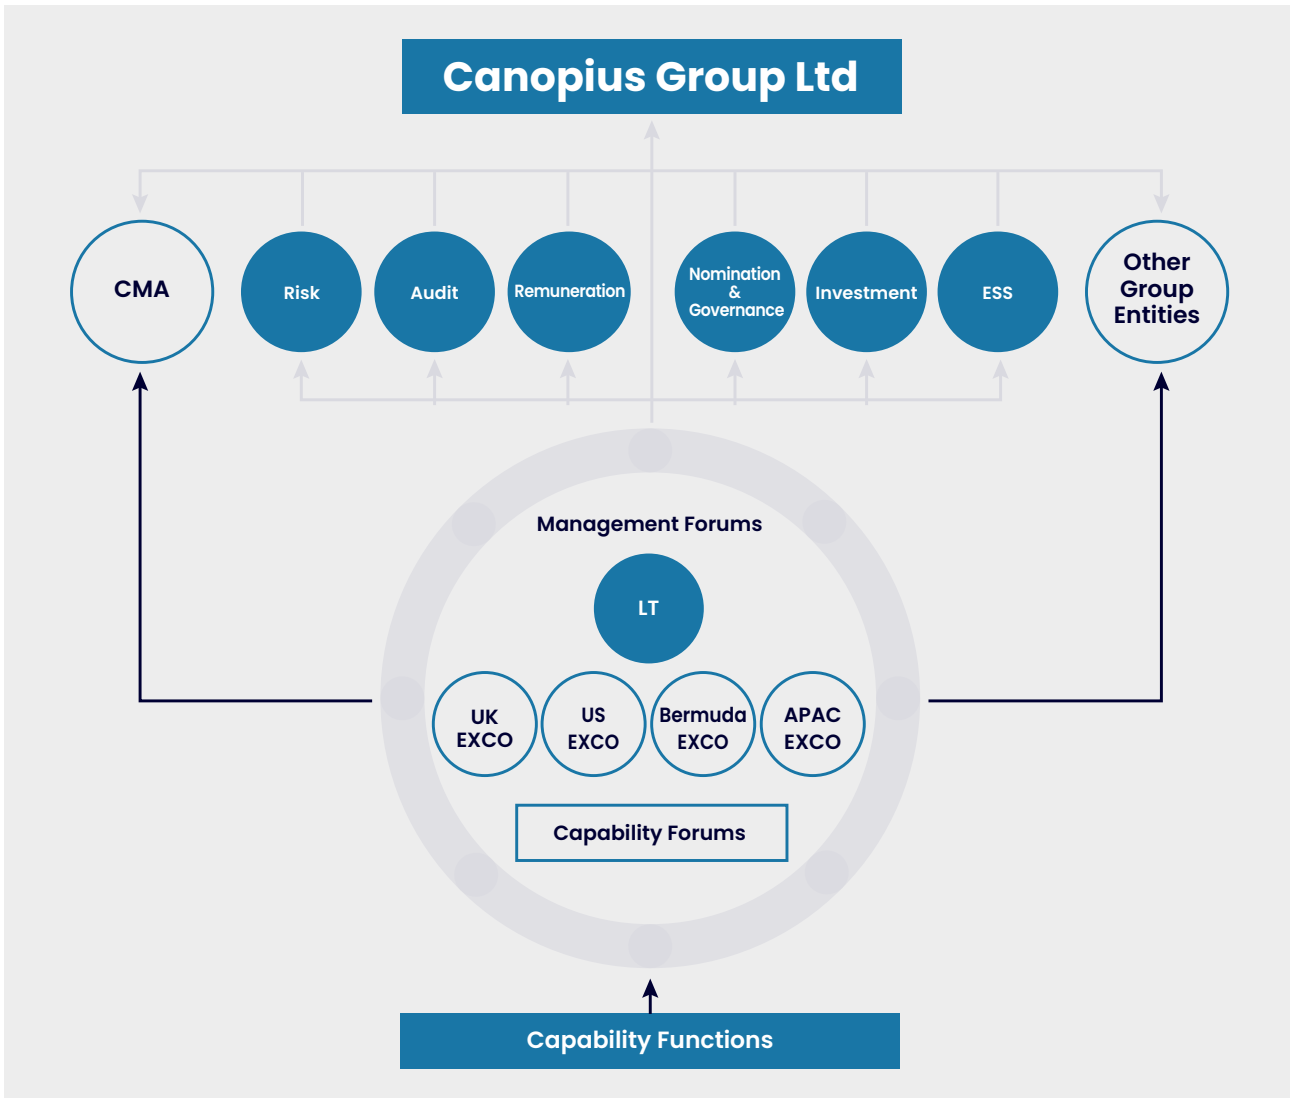 Canopius Group Ltd
CMA
Risk
Audit
Remuneration
Nomination
&
Governance
Investment
ESS
Other
Group
Entities
Management Forums
LT
UK
EXCO
US
EXCO
Bermuda
EXCO
APAC
EXCO
Capability Forums
Capability Functions